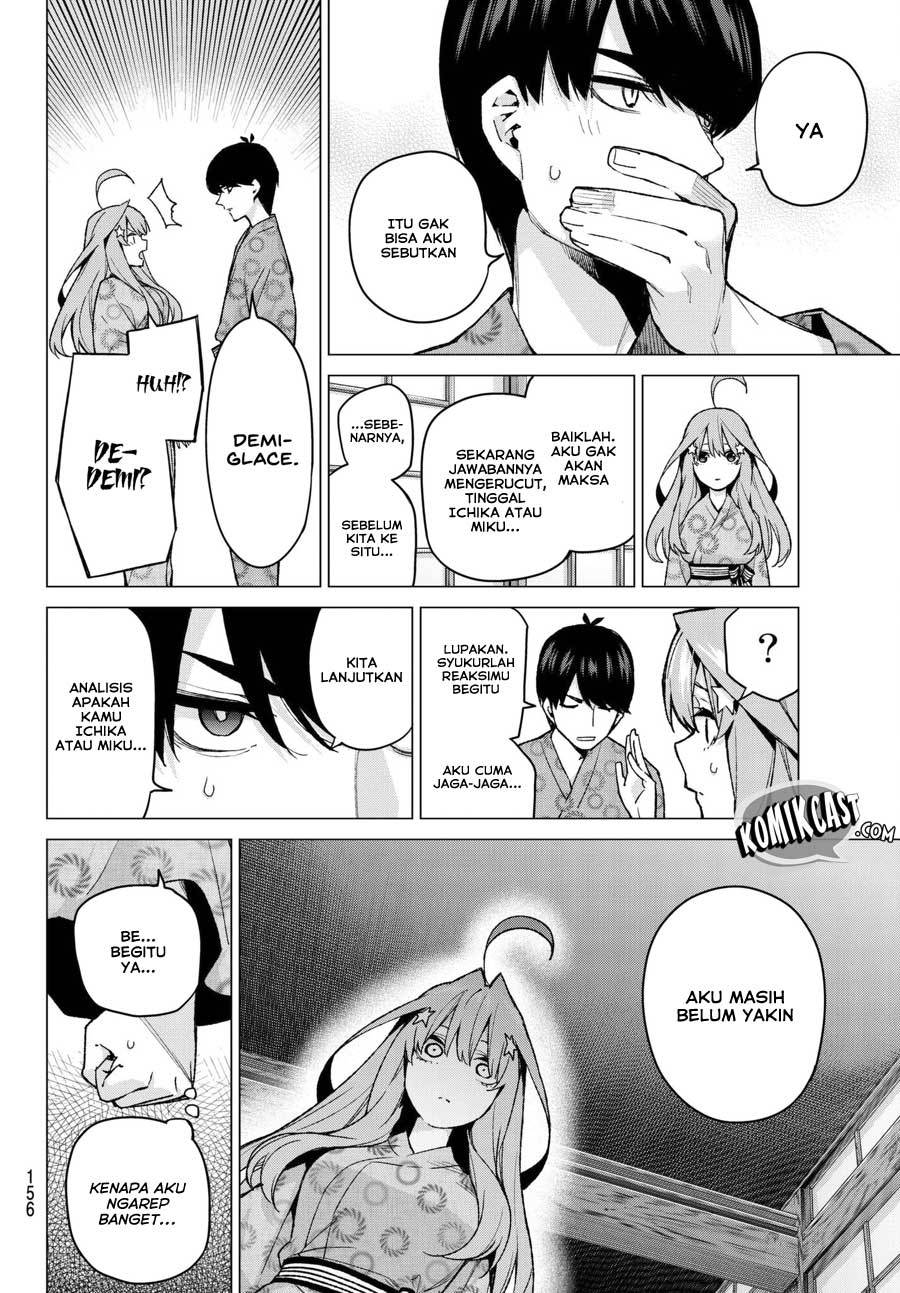 YA
ITU GAK
BISA AKU
SEBUTKAN
BAIKLAH.
AKU GAK
AKAN
MAKSA
SEKARANG
JAWABANNYA
MENGERUCUT,
TINGGAL
ICHIKA ATAU
MIKU...
...SEBE-
NARNYA,
SEBELUM
KITA KE
SITU...
DEMI-
GLACE.
HUH!?
DE-
DEMI?
?
LUPAKAN.
SYUKURLAH
REAKSIMU
BEGITU
AKU CUMA
JAGA-JAGA...
KITA
LANJUTKAN
ANALISIS
APAKAH
KAMU
ICHIKA
ATAU MIKU...
KOMIKCAST
.COM
AKU MASIH
BELUM YAKIN
BE...
BEGITU
YA...
KENAPA AKU
NGAREP
BANGET...
156